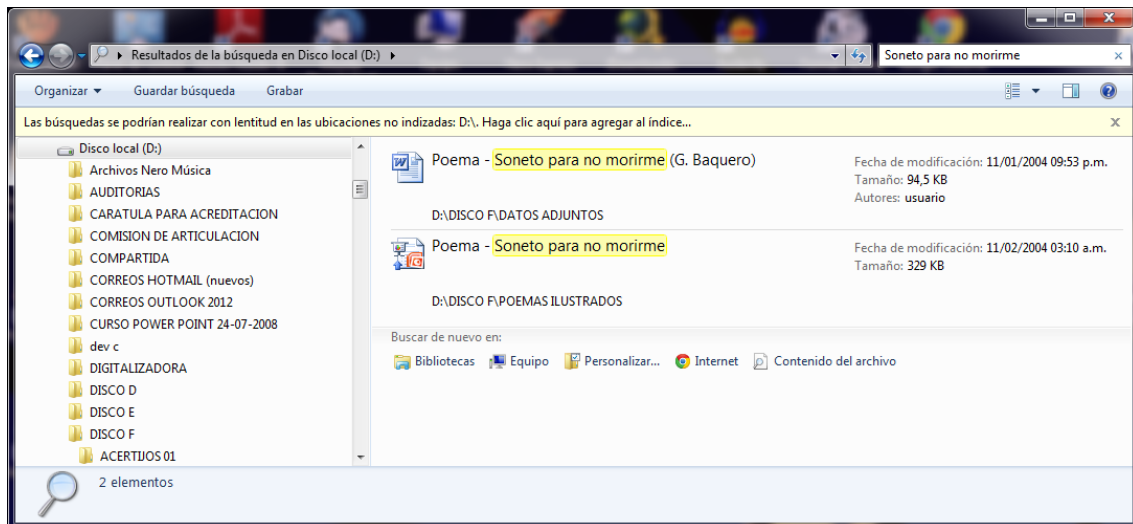 Resultados de la búsqueda en Disco local (D:)
Soneto para no morirme
Organizar
Guardar búsqueda
Grabar
Las búsquedas se podrían realizar con lentitud en las ubicaciones no indizadas: D:\. Haga clic aquí para agregar al índice...
Disco local (D:)
Archivos Nero Música
AUDITORIAS
CARATULA PARA ACREDITACION
COMISION DE ARTICULACION
COMPARTIDA
CORREOS HOTMAIL (nuevos)
CORREOS OUTLOOK 2012
CURSO POWER POINT 24-07-2008
dev c
DIGITALIZADORA
DISCO D
DISCO E
DISCO F
ACERTIJOS 01
Poema - Soneto para no morirme (G. Baquero)
Fecha de modificación: 11/01/2004 09:53 p.m.
Tamaño: 94,5 KB
Autores: usuario
D:\DISCO F\DATOS ADJUNTOS
Poema - Soneto para no morirme
Fecha de modificación: 11/02/2004 03:10 a.m.
Tamaño: 329 KB
D:\DISCO F\POEMAS ILUSTRADOS
Buscar de nuevo en:
Bibliotecas
Equipo
Personalizar...
Internet
Contenido del archivo
2 elementos